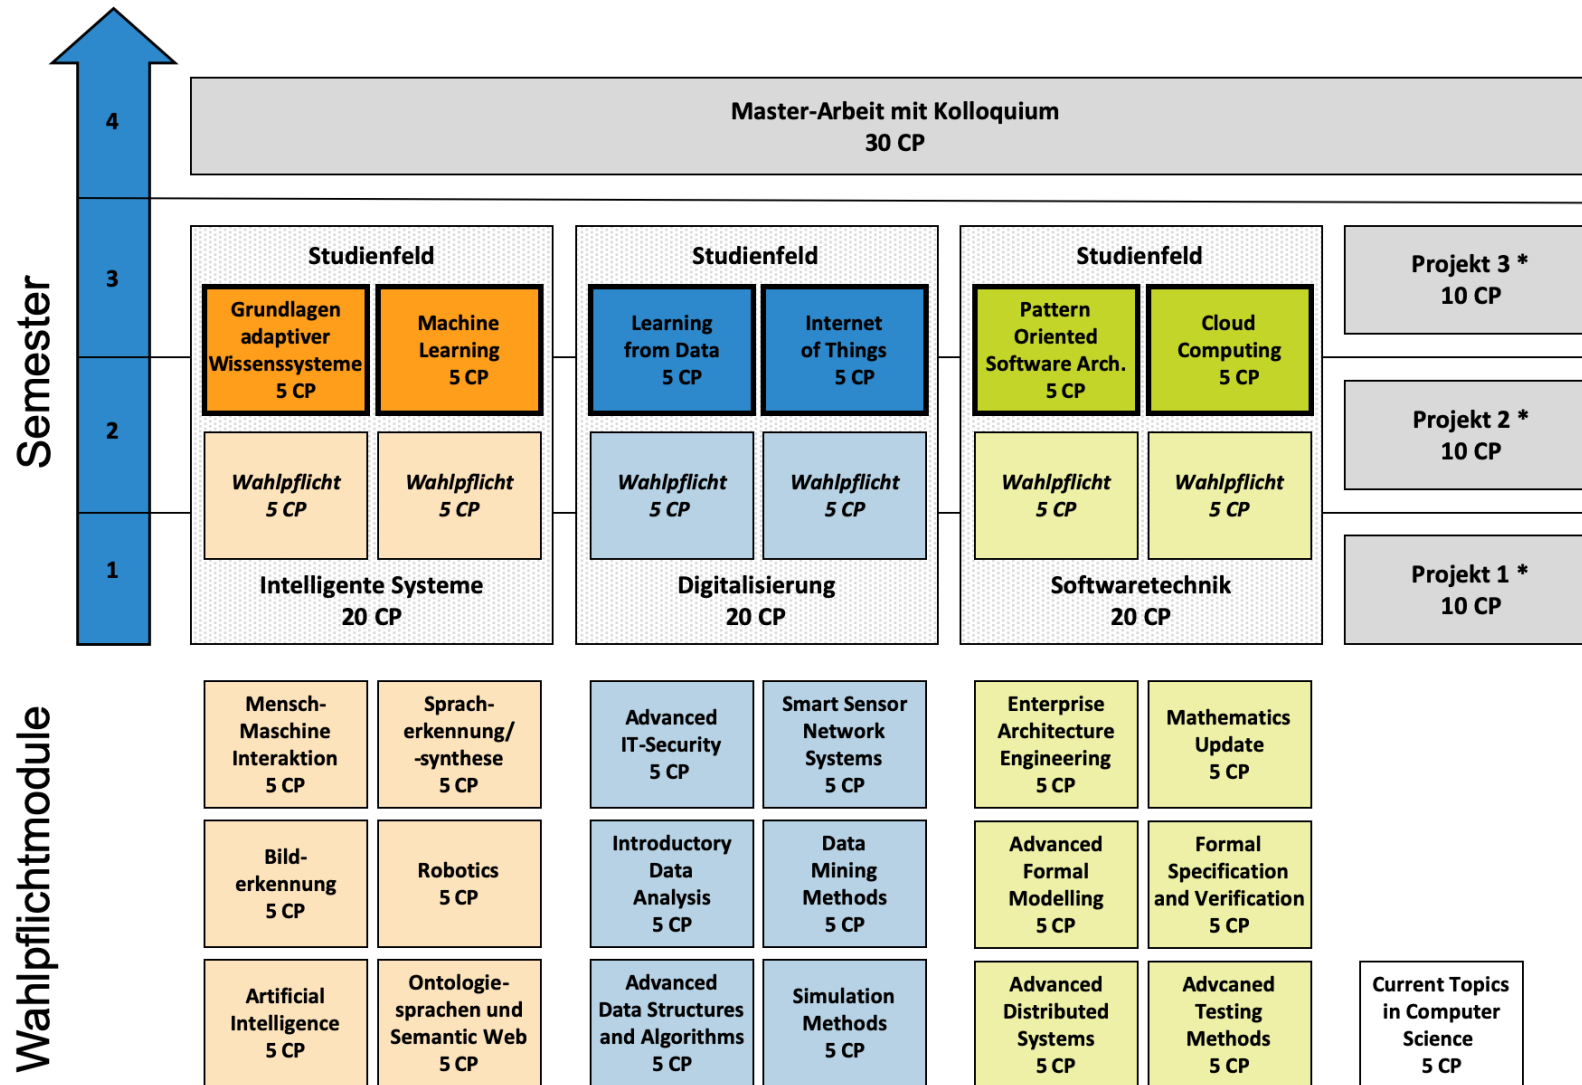 4
Master-Arbeit mit Kolloquium
30 CP
Semester
3
2
1
Studienfeld
Grundlagen
adaptiver
Wissenssysteme
5 CP
Machine
Learning
5 CP
Wahlpflicht
5 CP
Wahlpflicht
5 CP
Intelligente Systeme
20 CP
Studienfeld
Learning
from Data
5 CP
Internet
of Things
5 CP
Wahlpflicht
5 CP
Wahlpflicht
5 CP
Digitalisierung
20 CP
Studienfeld
Pattern
Oriented
Software Arch.
5 CP
Cloud
Computing
5 CP
Wahlpflicht
5 CP
Wahlpflicht
5 CP
Softwaretechnik
20 CP
Projekt 3 *
10 CP
Projekt 2 *
10 CP
Projekt 1 *
10 CP
Wahlpflichtmodule
Mensch-
Maschine
Interaktion
5 CP
Sprach-
erkennung/
-synthese
5 CP
Advanced
IT-Security
5 CP
Smart Sensor
Network
Systems
5 CP
Enterprise
Architecture
Engineering
5 CP
Mathematics
Update
5 CP
Bild-
erkennung
5 CP
Robotics
5 CP
Introductory
Data
Analysis
5 CP
Data
Mining
Methods
5 CP
Advanced
Formal
Modelling
5 CP
Formal
Specification
and Verification
5 CP
Artificial
Intelligence
5 CP
Ontologie-
sprachen und
Semantic Web
5 CP
Advanced
Data Structures
and Algorithms
5 CP
Simulation
Methods
5 CP
Advanced
Distributed
Systems
5 CP
Advcaned
Testing
Methods
5 CP
Current Topics
in Computer
Science
5 CP